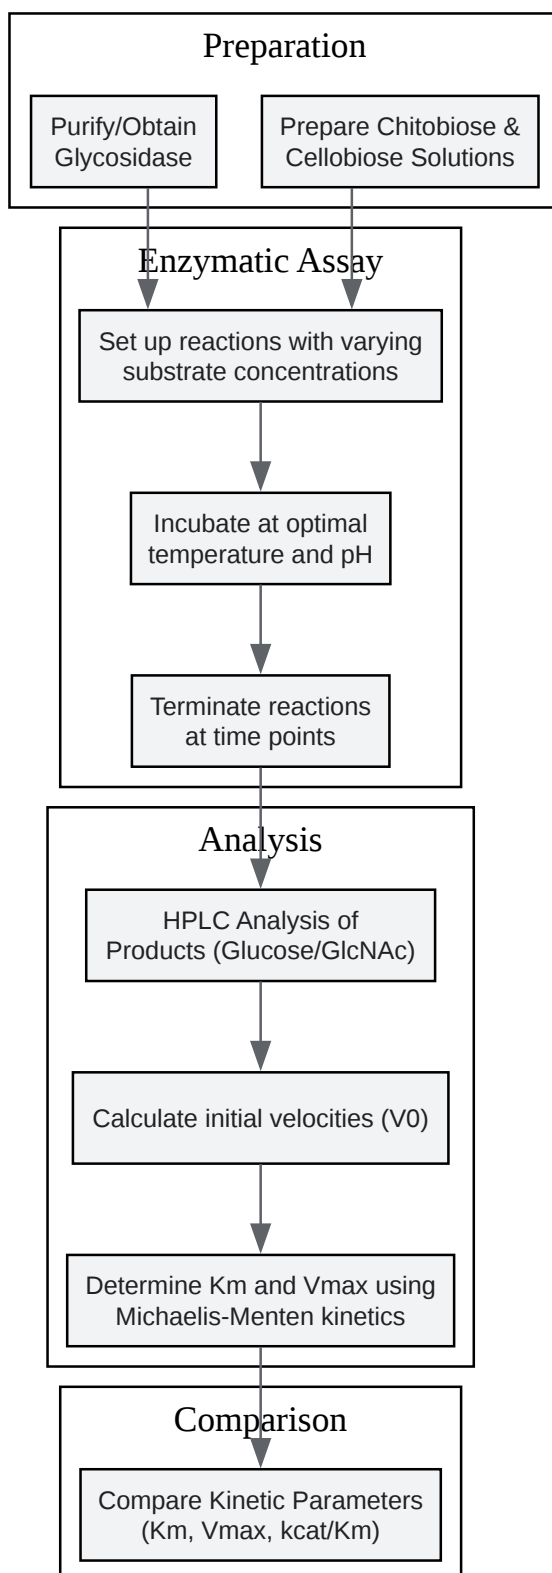 Preparation
Purify/Obtain
Glycosidase
Prepare Chitobiose &
Cellobiose Solutions
Enzymatic Assay
Set up reactions with varying
substrate concentrations
Incubate at optimal
temperature and pH
Terminate reactions
at time points
Analysis
HPLC Analysis of
Products (Glucose/GlcNAc)
Calculate initial velocities (V0)
Determine Km and Vmax using
Michaelis-Menten kinetics
Comparison
Compare Kinetic Parameters
(Km, Vmax, kcat/Km)